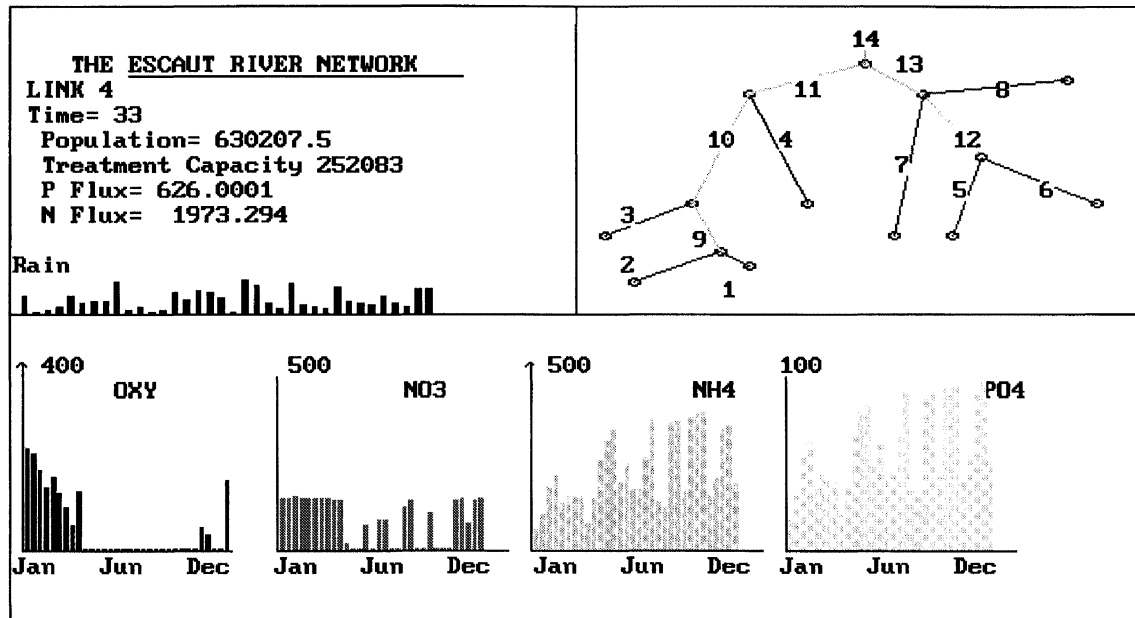 THE ESCAUT RIVER NETWORK
LINK 4
Time= 33
Population= 630207.5
Treatment Capacity 252083
P Flux= 626.0001
N Flux= 1973.294
Rain
14
13
11
8
10
4
12
7
5
6
3
9
2
1
400
OXY
Jan Jun Dec
500
NO3
Jan Jun Dec
500
NH4
Jan Jun Dec
100
PO4
Jan Jun Dec